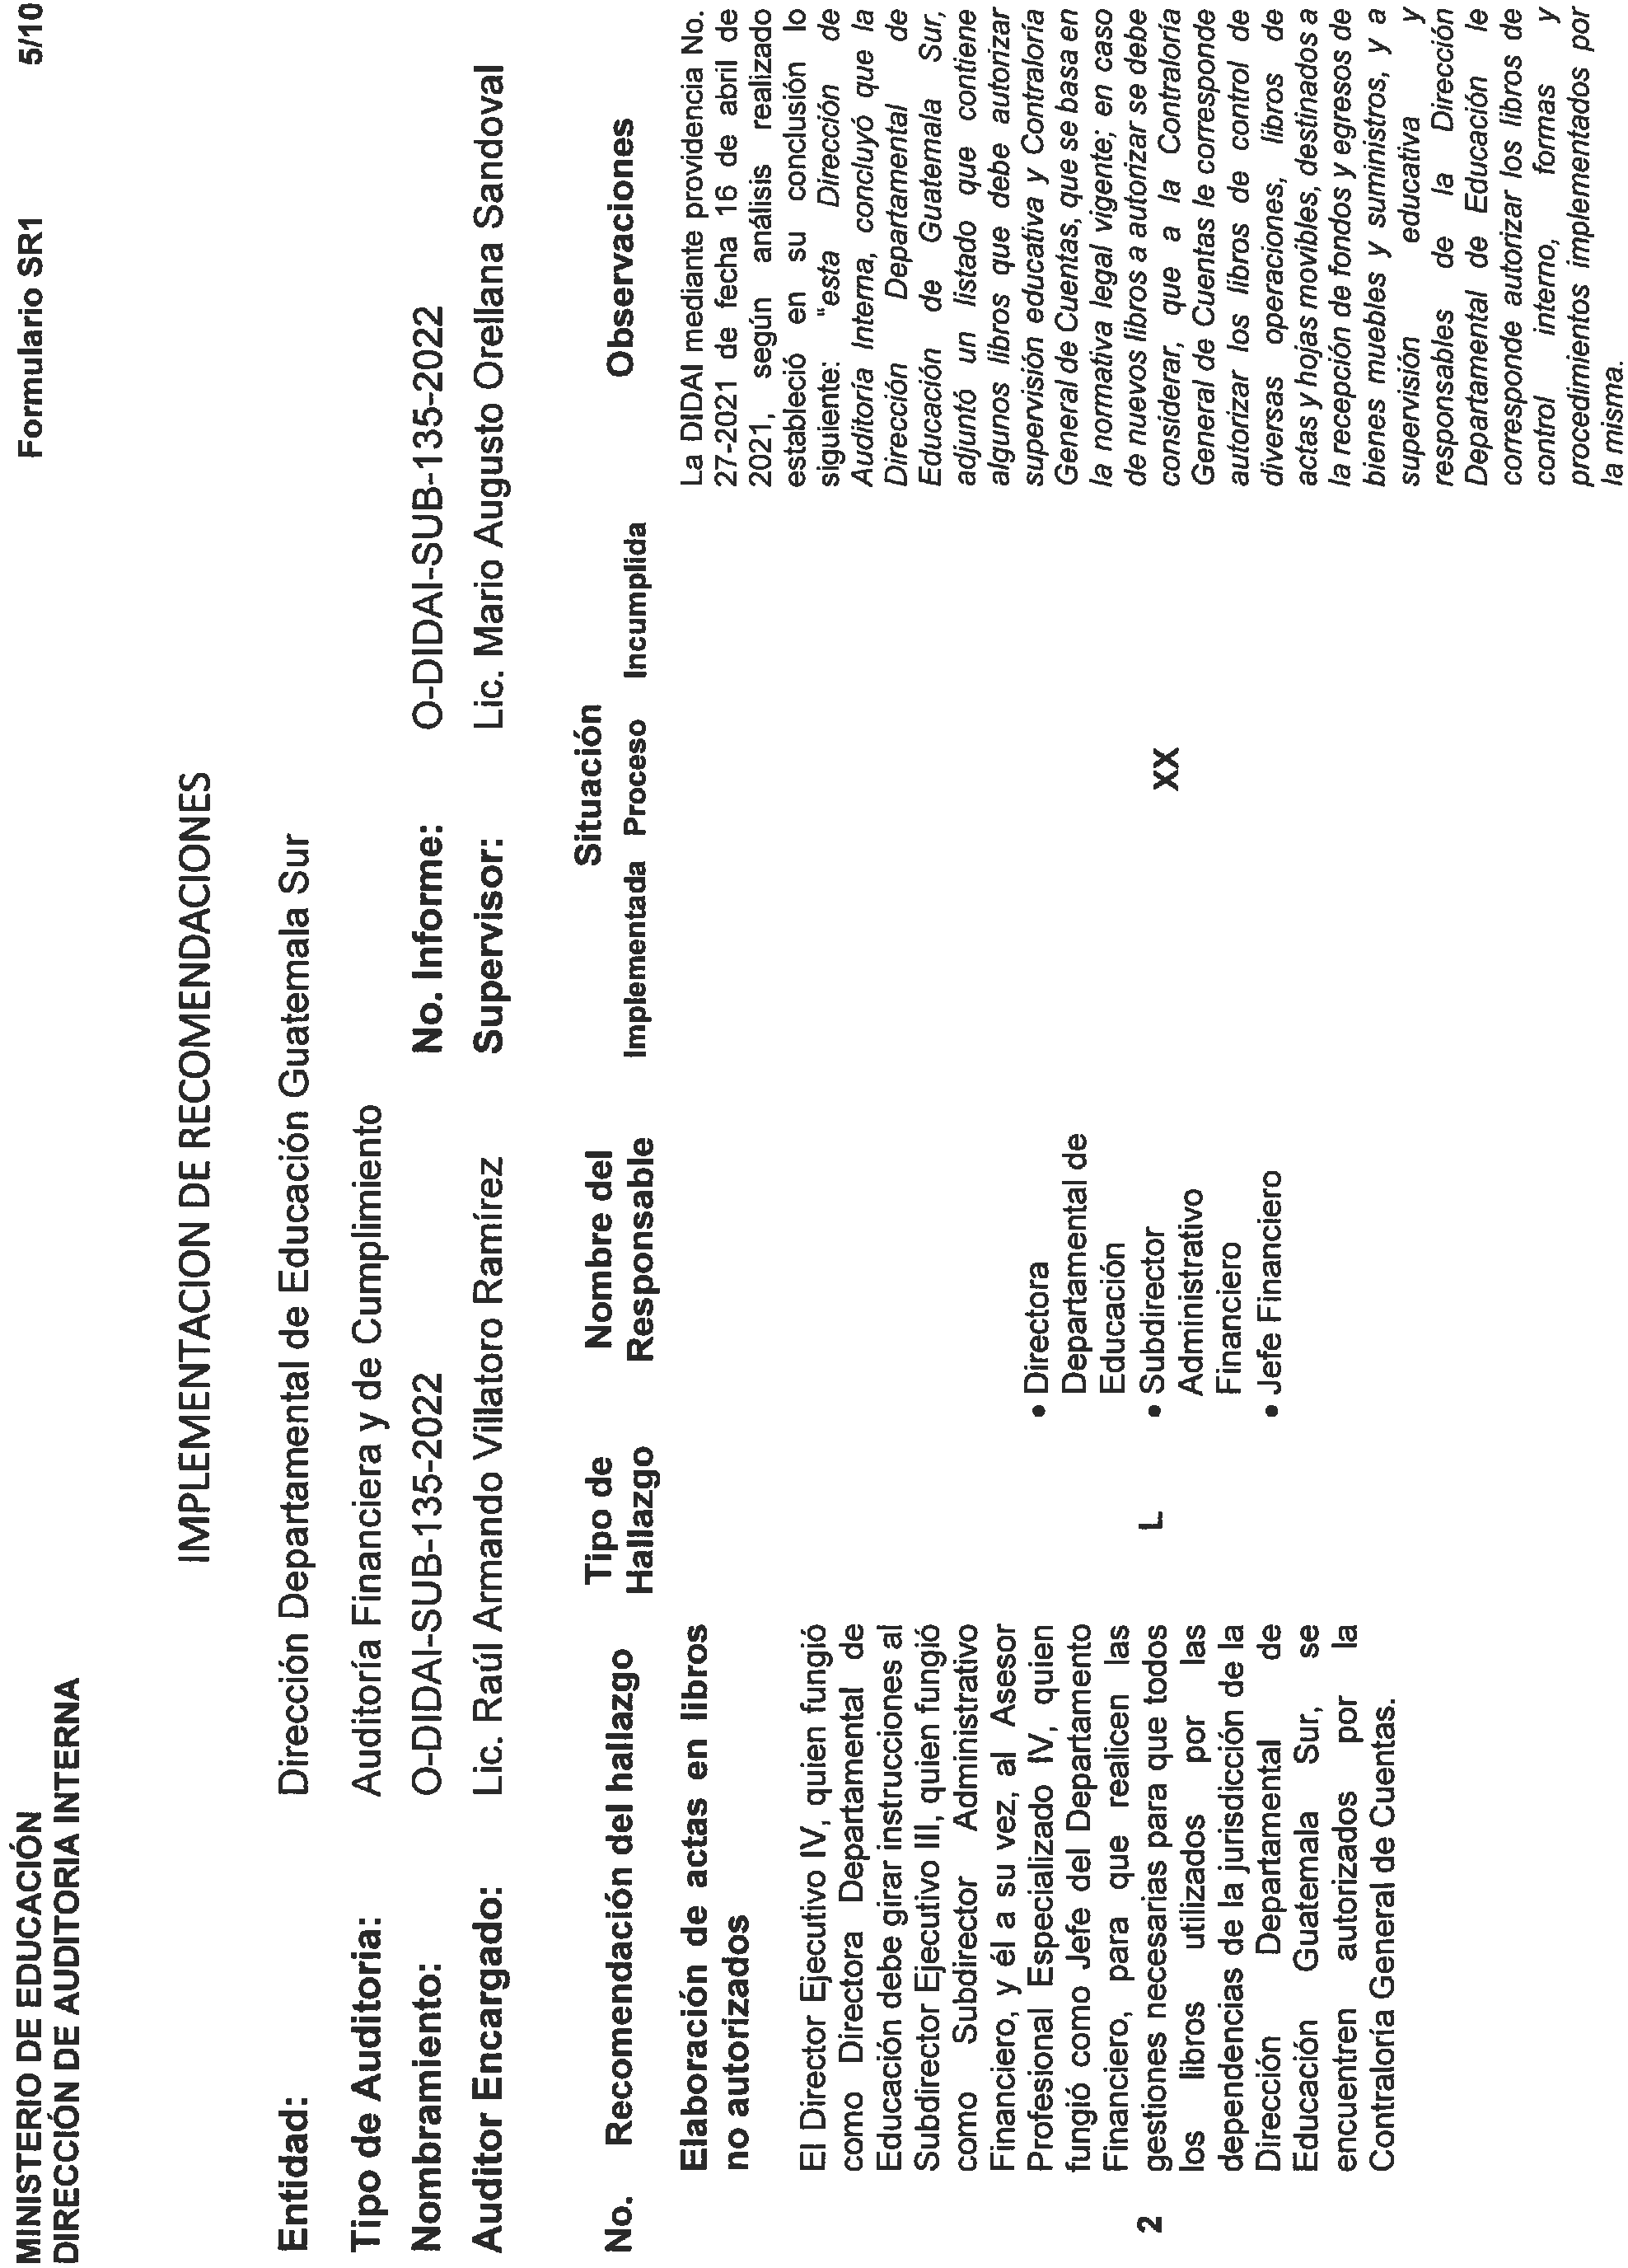 MINISTERIO DE EDUCACIÓN
DIRECCIÓN DE AUDITORIA INTERNA
Formulario SR1 5/10
IMPLEMENTACION DE RECOMENDACIONES
Entidad: Dirección Departamental de Educación Guatemala Sur
Tipo de Auditoria: Auditoría Financiera y de Cumplimiento
Nombramiento: O-DIDAI-SUB-135-2022 No. Informe: O-DIDAI-SUB-135-2022
Auditor Encargado: Lic. Raúl Armando Villatoro Ramírez Supervisor: Lic. Mario Augusto Orellana Sandoval
No. Recomendación del hallazgo
Tipo de
Hallazgo
Nombre del
Responsable
Situación
Implementada Proceso Incumplida
Observaciones
2
Elaboración de actas en libros
no autorizados
El Director Ejecutivo IV, quien fungió
como Directora Departamental de
Educación debe girar instrucciones al
Subdirector Ejecutivo III, quien fungió
como Subdirector Administrativo
Financiero, y él a su vez, al Asesor
Profesional Especializado IV, quien
fungió como Jefe del Departamento
Financiero, para que realicen las
gestiones necesarias para que todos
los libros utilizados por las
dependencias de la jurisdicción de la
Dirección Departamental de
Educación Guatemala Sur, se
encuentren autorizados por la
Contraloría General de Cuentas.
L
• Directora
Departamental de
Educación
• Subdirector
Administrativo
Financiero
• Jefe Financiero
XX
La DIDAI mediante providencia No.
27-2021 de fecha 16 de abril de
2021, según análisis realizado
estableció en su conclusión lo
siguiente: "esta Dirección de
Auditoría Interna, concluyó que la
Dirección Departamental de
Educación de Guatemala Sur,
adjuntó un listado que contiene
algunos libros que debe autorizar
supervisión educativa y Contraloría
General de Cuentas, que se basa en
la normativa legal vigente; en caso
de nuevos libros a autorizar se debe
considerar, que a la Contraloría
General de Cuentas le corresponde
autorizar los libros de control de
diversas operaciones, libros de
actas y hojas movibles, destinados a
la recepción de fondos y egresos de
bienes muebles y suministros, y a
supervisión educativa y
responsables de la Dirección
Departamental de Educación le
corresponde autorizar los libros de
control interno, formas y
procedimientos implementados por
la misma.